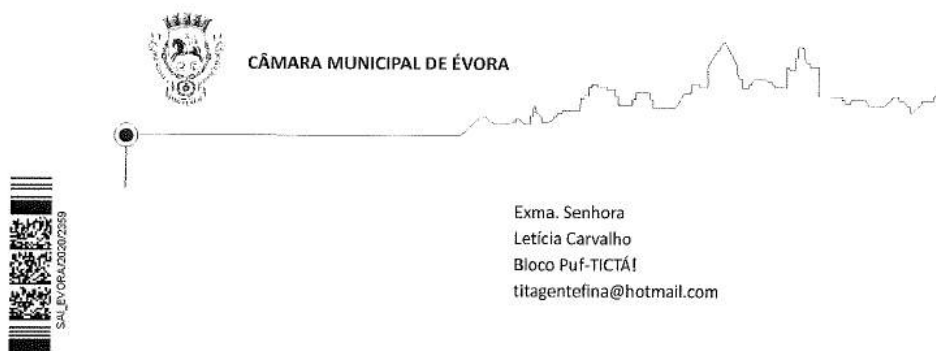 CÂMARA MUNICIPAL DE ÉVORA
Exma. Senhora
Letícia Carvalho
Bloco Puf-TICTÁ!
titagentefina@hotmail.com
SAI_EVORA/2020/2359